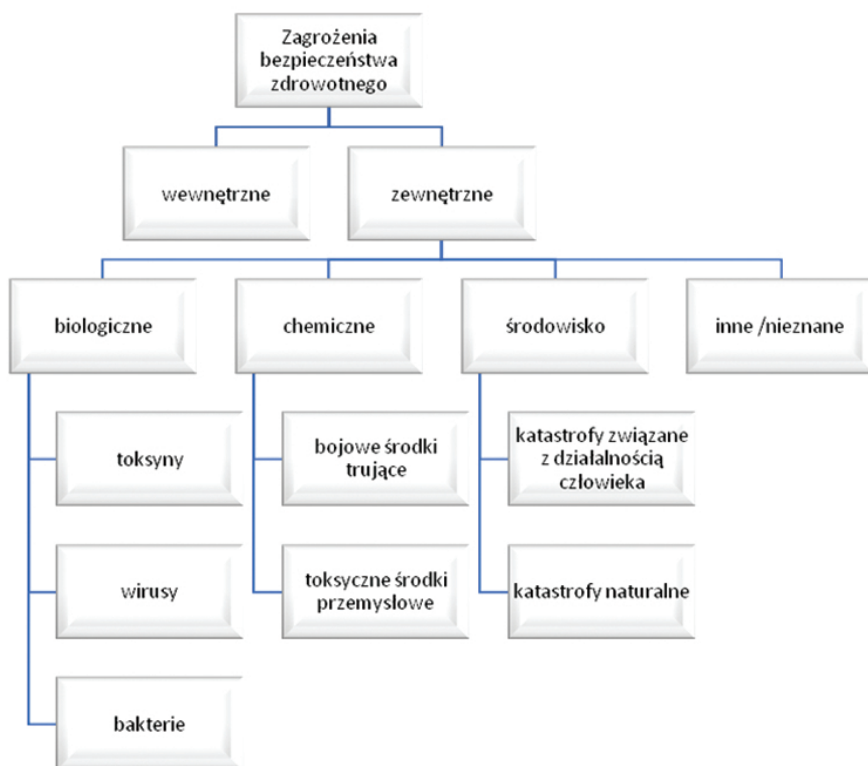 Zagrożenia
bezpieczeństwa
zdrowotnego
wewnętrzne
zewnętrzne
biologiczne
chemiczne
środowisko
inne /nieznane
toksyny
bojowe środki
trujące
katastrofy związane
z działalnością
człowieka
wirusy
toksyczne środki
przemysłowe
katastrofy naturalne
bakterie